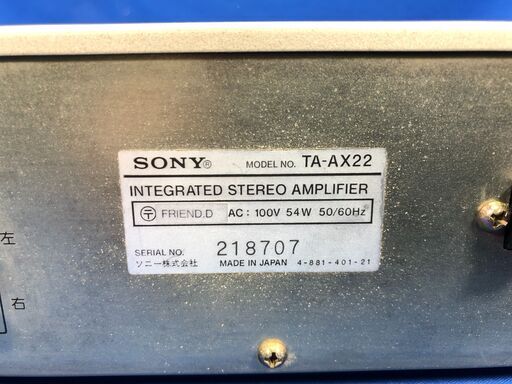 SONY® MODEL NO. TA-AX22
INTEGRATED STEREO AMPLIFIER
〒 FRIEND.D AC: 100V 54W 50/60Hz
SERIAL NO. 218707
ソニー株式会社 MADE IN JAPAN 4-881-401-21
左
右